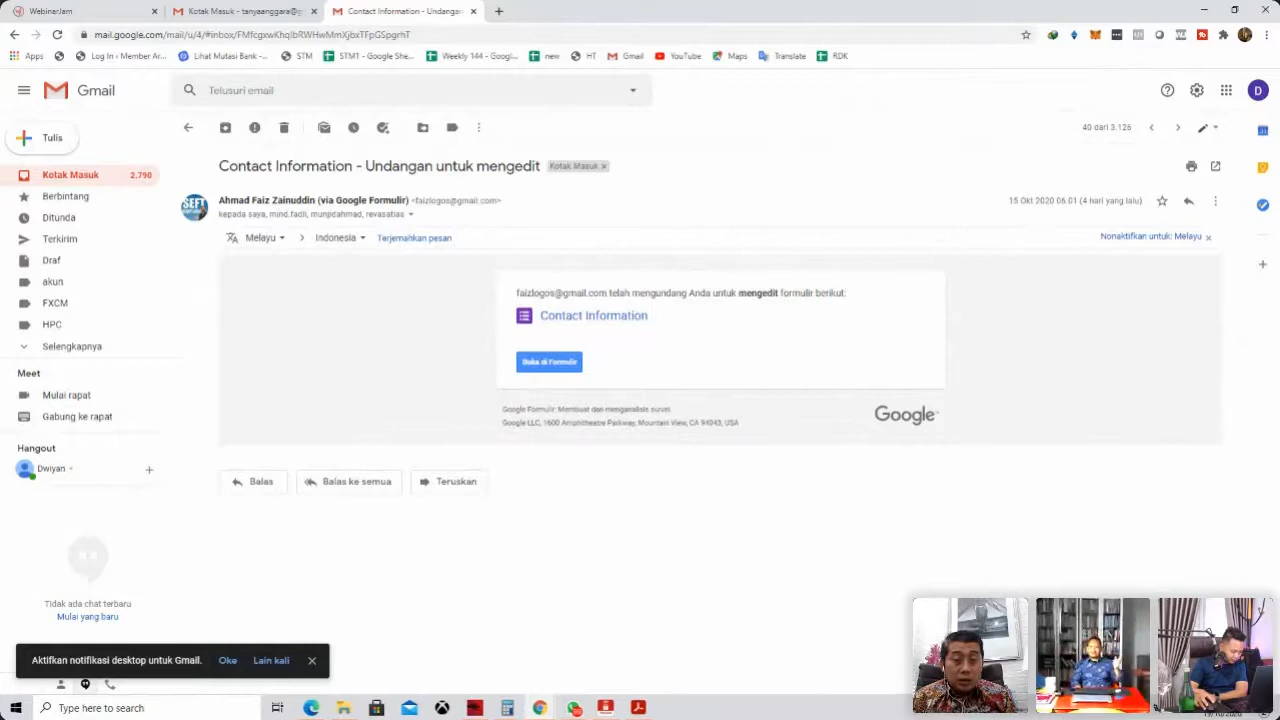 WebinarJam
Kotak Masuk - tanyaanggara@g
Contact Information - Undangan
mail.google.com/mail/u/4/#inbox/FMfcgxwKhqlbRWHwMmXjbxTFpGSpgrhT
Apps
Log In ‹ Member Ar...
Lihat Mutasi Bank -...
STM
STM1 - Google She...
Weekly 144 - Googl...
new
HT
Gmail
YouTube
Maps
Translate
RDK
Gmail
Telusuri email
D
Tulis
40 dari 3.126
Contact Information - Undangan untuk mengedit
Kotak Masuk x
Kotak Masuk 2.790
Berbintang
Ditunda
Terkirim
Draf
akun
FXCM
HPC
Selengkapnya
Meet
Mulai rapat
Gabung ke rapat
Hangout
Dwiyan
Tidak ada chat terbaru
Mulai yang baru
SEFT
Ahmad Faiz Zainuddin (via Google Formulir) <faizlogos@gmail.com>
15 Okt 2020 06.01 (4 hari yang lalu)
kepada saya, mind.fadli, munpdahmad, revasatias
Melayu > Indonesia Terjemahkan pesan
Nonaktifkan untuk: Melayu x
faizlogos@gmail.com telah mengundang Anda untuk mengedit formulir berikut:
Contact Information
Buka di Formulir
Google Formulir: Membuat dan menganalisis survei.
Google LLC, 1600 Amphitheatre Parkway, Mountain View, CA 94043, USA
Google
Balas
Balas ke semua
Teruskan
Aktifkan notifikasi desktop untuk Gmail. Oke Lain kali
Type here to search
19/10/2020